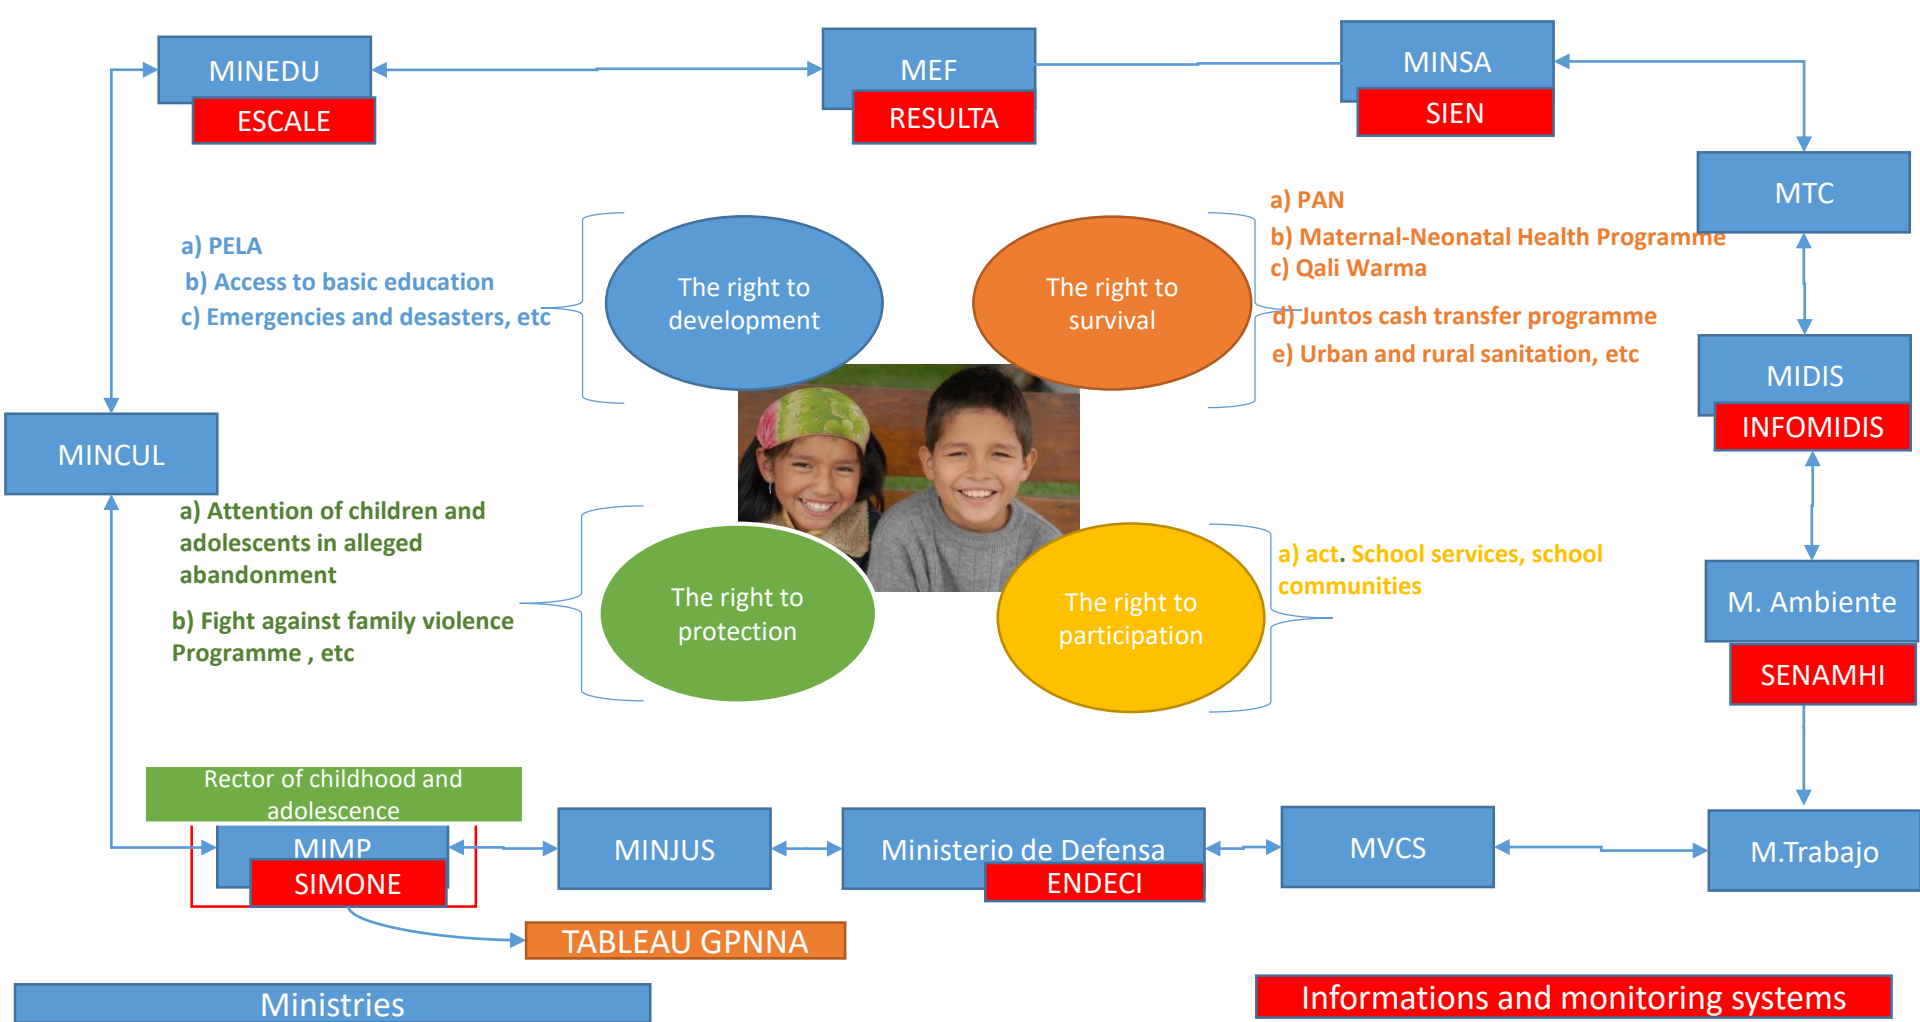 MINEDU
ESCALE
MEF
RESULTA
MINSA
SIEN
MTC
a) PELA
b) Access to basic education
c) Emergencies and desasters, etc
The right to
development
The right to
survival
a) PAN
b) Maternal-Neonatal Health Programme
c) Qali Warma
d) Juntos cash transfer programme
e) Urban and rural sanitation, etc
MIDIS
INFOMIDIS
MINCUL
a) Attention of children and
adolescents in alleged
abandonment
b) Fight against family violence
Programme , etc
The right to
protection
The right to
participation
a) act. School services, school
communities
M. Ambiente
SENAMHI
Rector of childhood and
adolescence
MIMP
SIMONE
MINJUS
Ministerio de Defensa
ENDECI
MVCS
M.Trabajo
TABLEAU GPNNA
Ministries
Informations and monitoring systems